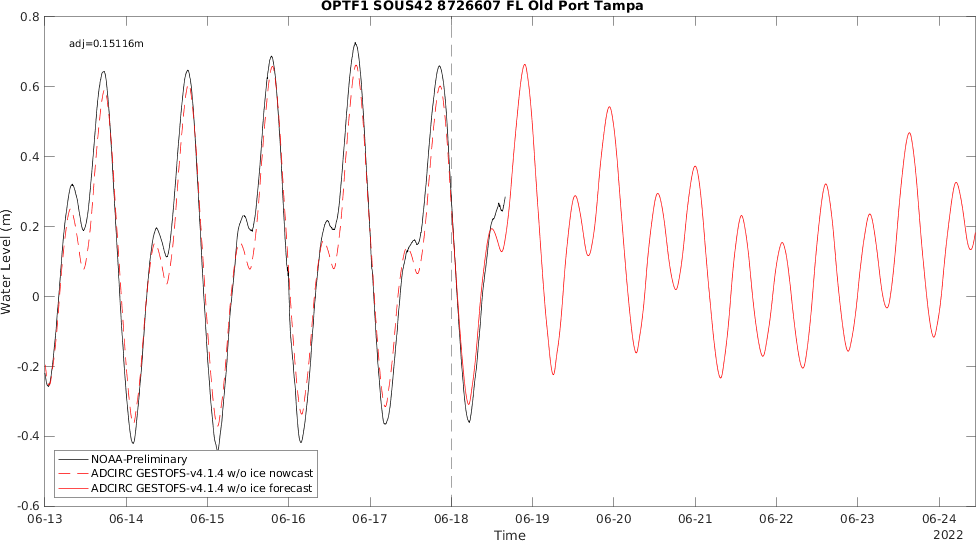 OPTF1 SOUS42 8726607 FL Old Port Tampa
adj=0.15116m
0.8
0.6
0.4
0.2
0
-0.2
-0.4
-0.6
Water Level (m)
NOAA-Preliminary
ADCIRC GESTOFS-v4.1.4 w/o ice nowcast
ADCIRC GESTOFS-v4.1.4 w/o ice forecast
06-13 06-14 06-15 06-16 06-17 06-18 06-19 06-20 06-21 06-22 06-23 06-24
Time
2022